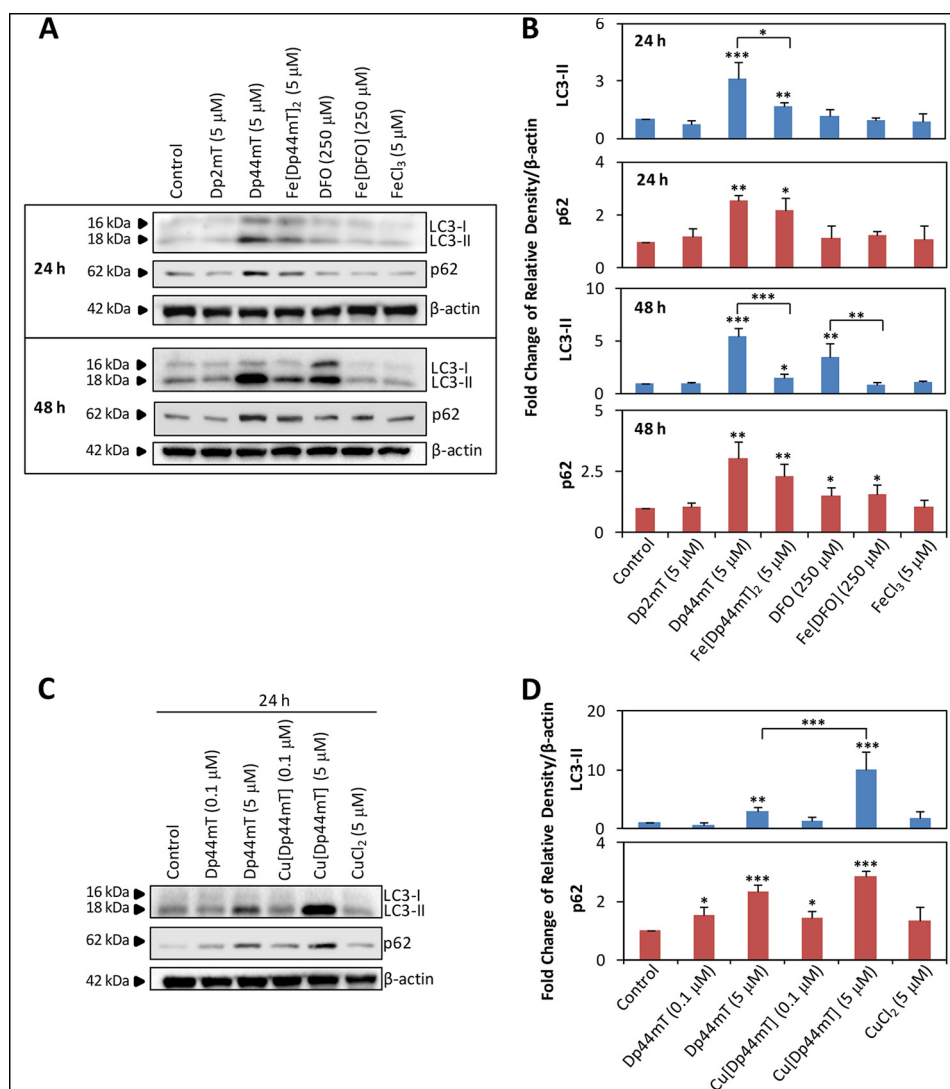 A
Control
Dp2mT (5 µM)
Dp44mT (5 µM)
Fe[Dp44mT]₂ (5 µM)
DFO (250 µM)
Fe[DFO] (250 µM)
FeCl₃ (5 µM)
24 h
16 kDa
LC3-I
18 kDa
LC3-II
62 kDa
p62
42 kDa
β-actin
48 h
16 kDa
LC3-I
18 kDa
LC3-II
62 kDa
p62
42 kDa
β-actin
B
Fold Change of Relative Density/β-actin
LC3-II
24 h
6
3
0
***
**
*
p62
24 h
4
2
0
**
*
LC3-II
48 h
10
5
0
***
*
**
***
**
p62
48 h
5
2.5
0
**
**
*
*
Control
Dp2mT (5 µM)
Dp44mT (5 µM)
Fe[Dp44mT]₂ (5 µM)
DFO (250 µM)
Fe[DFO] (250 µM)
FeCl₃ (5 µM)
C
24 h
Control
Dp44mT (0.1 µM)
Dp44mT (5 µM)
Cu[Dp44mT] (0.1 µM)
Cu[Dp44mT] (5 µM)
CuCl₂ (5 µM)
16 kDa
LC3-I
18 kDa
LC3-II
62 kDa
p62
42 kDa
β-actin
D
Fold Change of Relative Density/β-actin
LC3-II
20
10
0
**
***
***
p62
4
2
0
*
***
*
***
Control
Dp44mT (0.1 µM)
Dp44mT (5 µM)
Cu[Dp44mT] (0.1 µM)
Cu[Dp44mT] (5 µM)
CuCl₂ (5 µM)